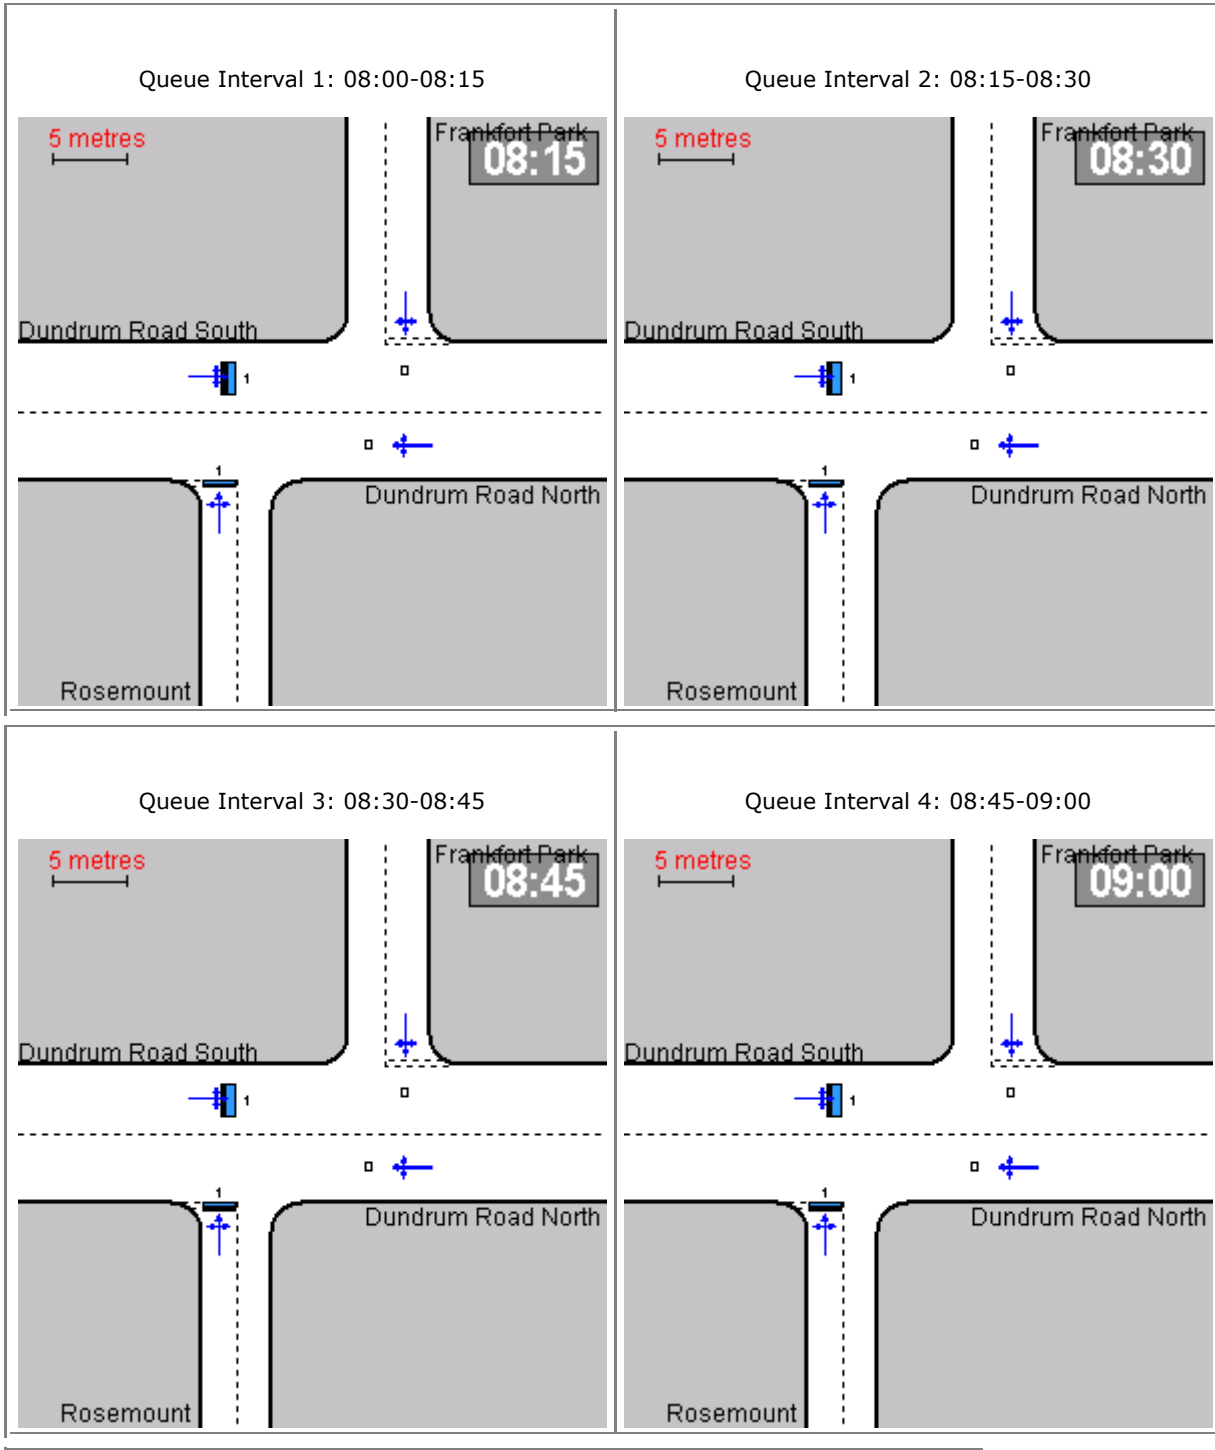 Queue Interval 1: 08:00-08:15
5 metres
Frankfort Park
08:15
Dundrum Road South
1
1
Dundrum Road North
Rosemount
Queue Interval 2: 08:15-08:30
5 metres
Frankfort Park
08:30
Dundrum Road South
1
1
Dundrum Road North
Rosemount
Queue Interval 3: 08:30-08:45
5 metres
Frankfort Park
08:45
Dundrum Road South
1
1
Dundrum Road North
Rosemount
Queue Interval 4: 08:45-09:00
5 metres
Frankfort Park
09:00
Dundrum Road South
1
1
Dundrum Road North
Rosemount